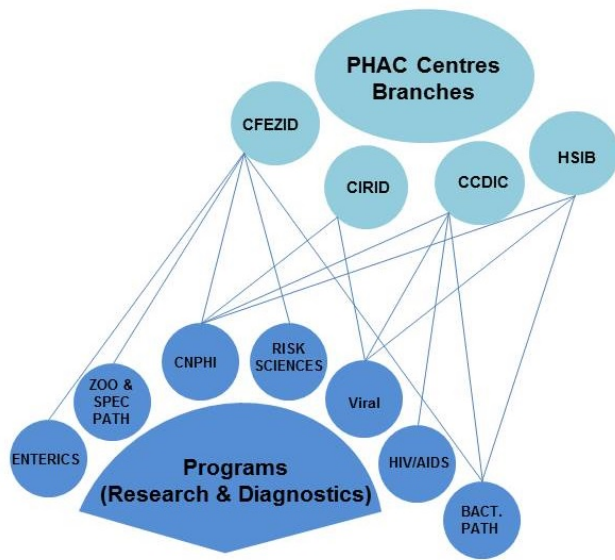 PHAC Centres
Branches
CFEZID
HSIB
CIRID
CCDIC
CNPHI
RISK
SCIENCES
ZOO &
SPEC
PATH
Viral
ENTERICS
HIV/AIDS
Programs
(Research & Diagnostics)
BACT.
PATH